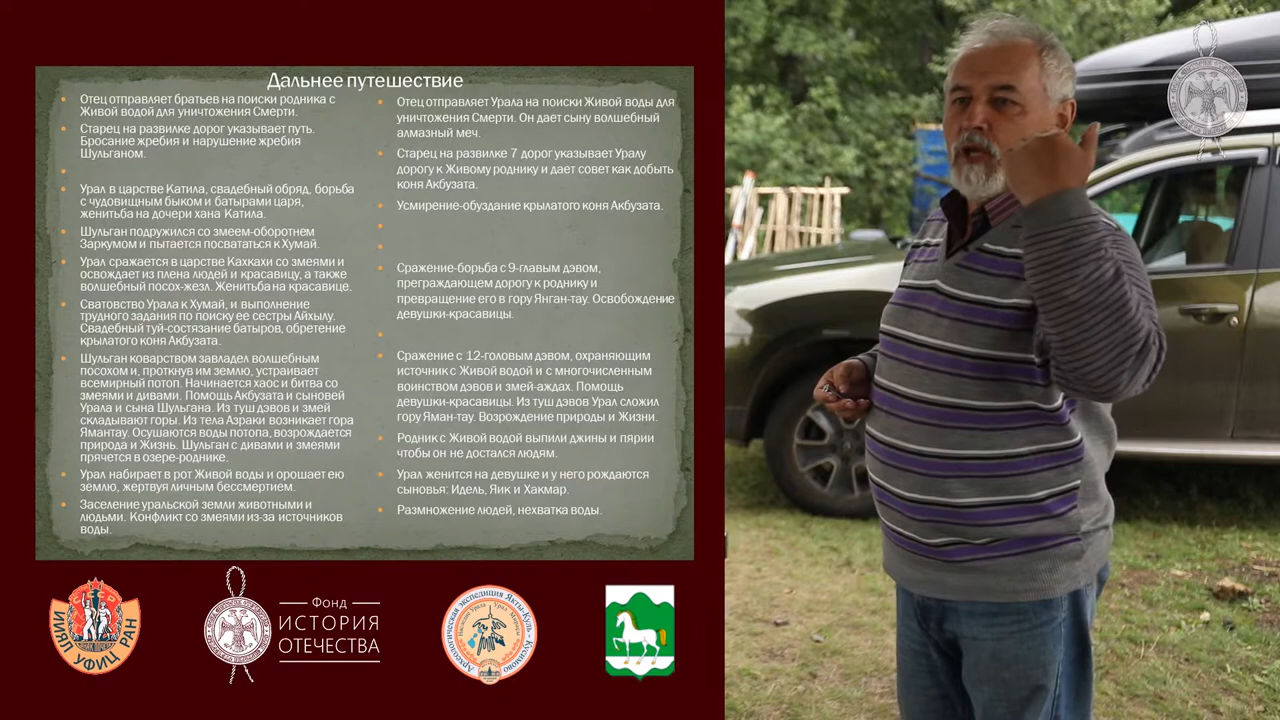 Дальнее путешествие
Отец отправляет братьев на поиски родника с
Живой водой для уничтожения Смерти.
Старец на развилке дорог указывает путь.
Бросание жребия и нарушение жребия
Шульганом.
Урал в царстве Катила, свадебный обряд, борьба
с чудовищным быком и батырами царя,
женитьба на дочери хана Катила.
Шульган подружился со змеем-оборотнем
Заркумом и пытается посвататься к Хумай.
Урал сражается в царстве Кахкахи со змеями и
освождает из плена людей и красавицу, а также
волшебный посох-жезл. Женитьба на красавице.
Сватовство Урала к Хумай, и выполнение
трудного задания по поиску ее сестры Айхылу.
Свадебный туй-состязание батыров, обретение
крылатого коня Акбузата.
Шульган коварством завладел волшебным
посохом и, проткнув им землю, устраивает
всемирный потоп. Начинается хаос и битва со
змеями и дивами. Помощь Акбузата и сыновей
Урала и сына Шульгана. Из туш дэвов и змей
складывают горы. Из тела Азраки возникает гора
Ямантау. Осушаются воды потопа, возрождается
природа и Жизнь. Шульган с дивами и змеями
прячется в озере-роднике.
Урал набирает в рот Живой воды и орошает ею
землю, жертвуя личным бессмертием.
Заселение уральской земли животными и
людьми. Конфликт со змеями из-за источников
воды.
Отец отправляет Урала на поиски Живой воды для
уничтожения Смерти. Он дает сыну волшебный
алмазный меч.
Старец на развилке 7 дорог указывает Уралу
дорогу к Живому роднику и дает совет как добыть
коня Акбузата.
Усмирение-обуздание крылатого коня Акбузата.
Сражение-борьба с 9-главым дэвом,
преграждающем дорогу к роднику и
превращение его в гору Янган-тау. Освобождение
девушки-красавицы.
Сражение с 12-головым дэвом, охраняющим
источник с Живой водой и с многочисленным
воинством дэвов и змей-аждах. Помощь
девушки-красавицы. Из туш дэвов Урал сложил
гору Яман-тау. Возрождение природы и Жизни.
Родник с Живой водой выпили джины и пярии
чтобы он не достался людям.
Урал женится на девушке и у него рождаются
сыновья: Идель, Яик и Хакмар.
Размножение людей, нехватка воды.
ИИЯЛ УФИЦ РАН
Фонд
ИСТОРИЯ
ОТЕЧЕСТВА
Археологическая экспедиция Якты-Куль - Кусимово